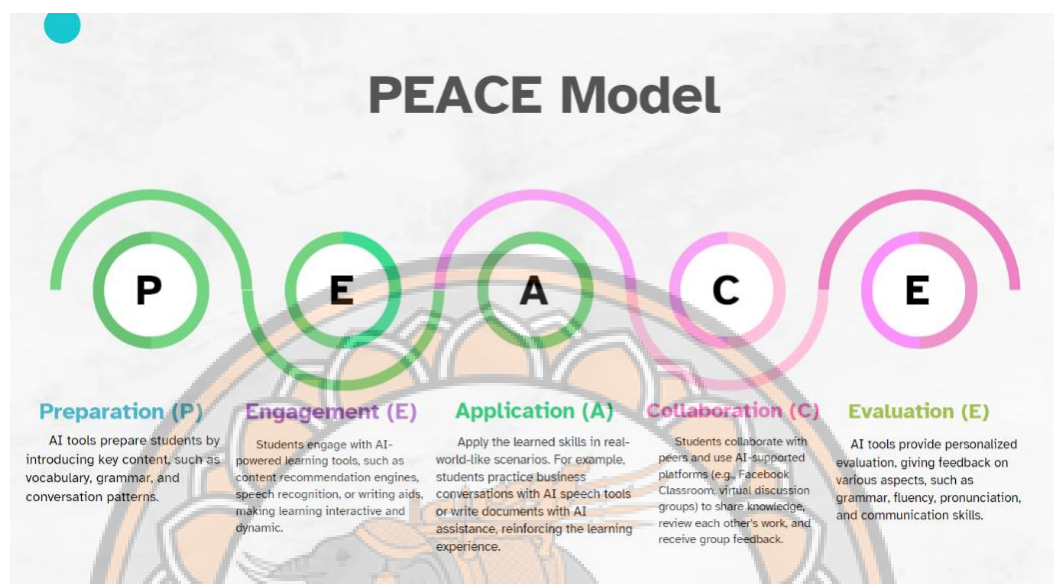 PEACE Model
P
E
A
C
E
Preparation (P)
AI tools prepare students by
introducing key content, such as
vocabulary, grammar, and
conversation patterns.
Engagement (E)
Students engage with AI-
powered learning tools, such as
content recommendation engines,
speech recognition, or writing aids,
making learning interactive and
dynamic.
Application (A)
Apply the learned skills in real-
world-like scenarios. For example,
students practice business
conversations with AI speech tools
or write documents with AI
assistance, reinforcing the learning
experience.
Collaboration (C)
Students collaborate with
peers and use AI-supported
platforms (e.g., Facebook
Classroom, virtual discussion
groups) to share knowledge,
review each other's work, and
receive group feedback.
Evaluation (E)
AI tools provide personalized
evaluation, giving feedback on
various aspects, such as
grammar, fluency, pronunciation,
and communication skills.